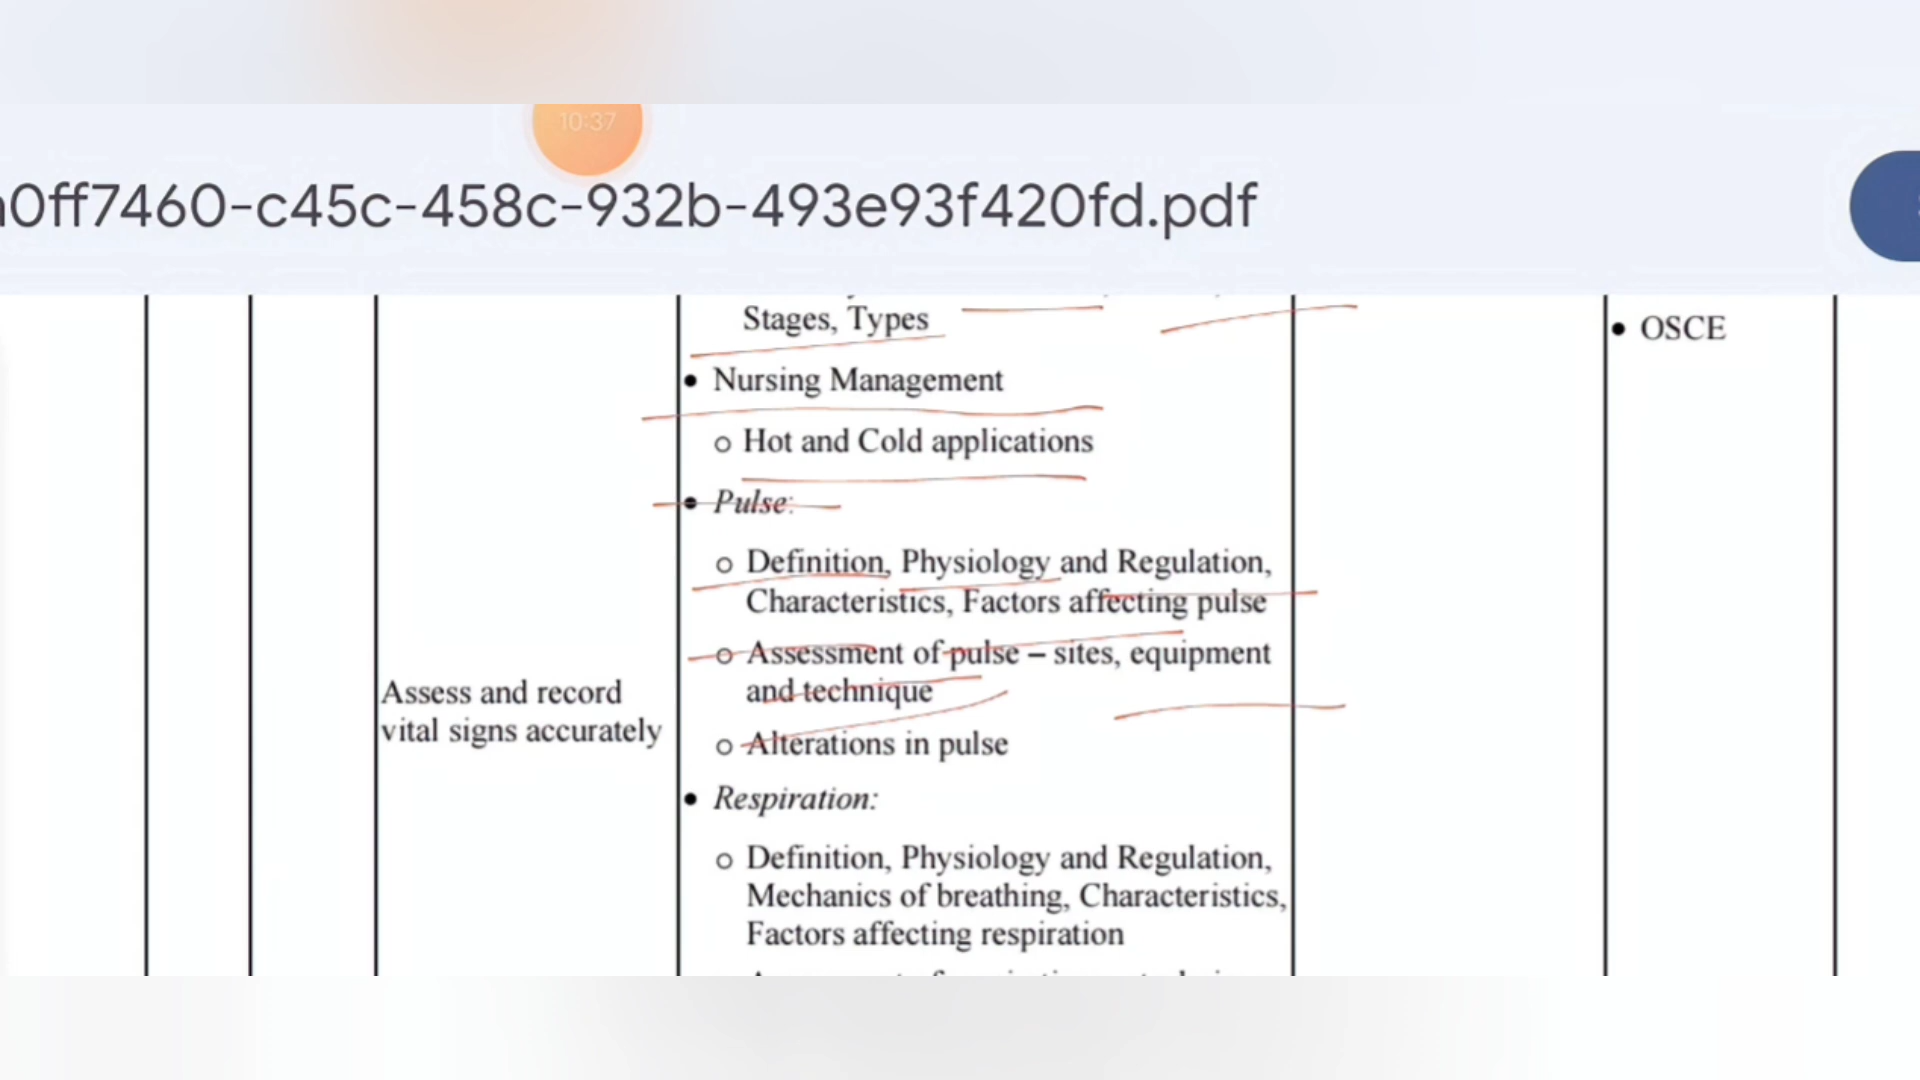 10:37
0ff7460-c45c-458c-932b-493e93f420fd.pdf
Stages, Types
• OSCE
• Nursing Management
o Hot and Cold applications
• Pulse:
o Definition, Physiology and Regulation,
Characteristics, Factors affecting pulse
o Assessment of pulse – sites, equipment
and technique
Assess and record
vital signs accurately
o Alterations in pulse
• Respiration:
o Definition, Physiology and Regulation,
Mechanics of breathing, Characteristics,
Factors affecting respiration